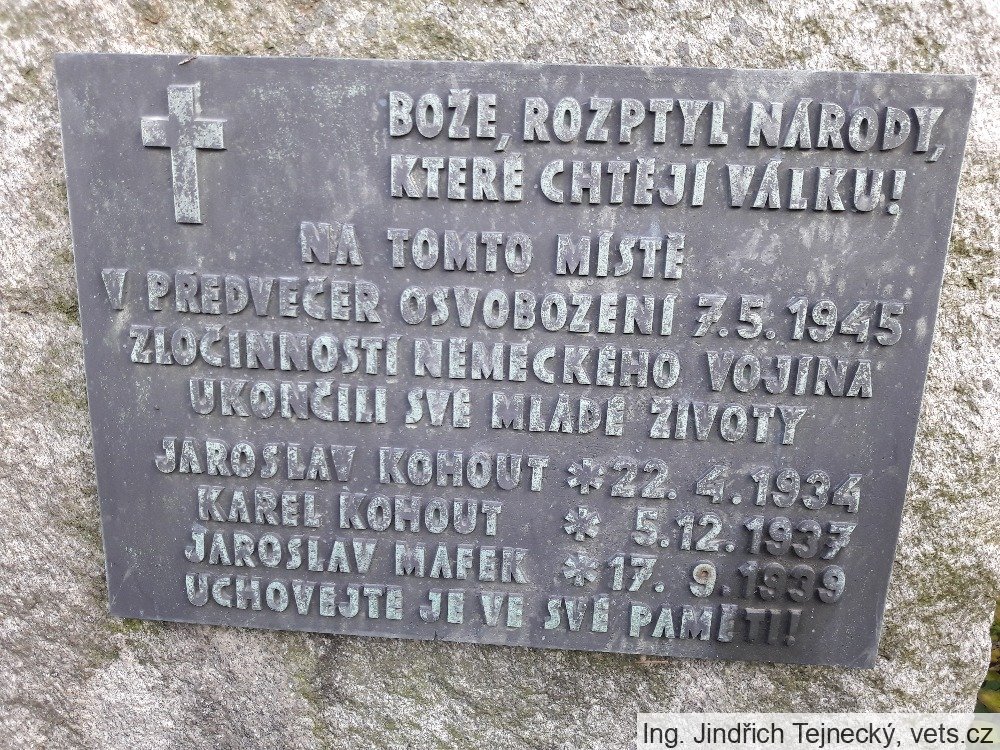 BOŽE, ROZPTYL NÁRODY,
KTERÉ CHTĚJÍ VÁLKU!
NA TOMTO MÍSTĚ
V PŘEDVEČER OSVOBOZENÍ 7.5.1945
ZLOČINNOSTÍ NĚMECKÉHO VOJÍNA
UKONČILI SVÉ MLADÉ ŽIVOTY
JAROSLAV KOHOUT *22.4.1934
KAREL KOHOUT * 5.12.1937
JAROSLAV MAFEK *17. 9.1939
UCHOVEJTE JE VE SVÉ PAMĚTI!
Ing. Jindřich Tejnecký, vets.cz